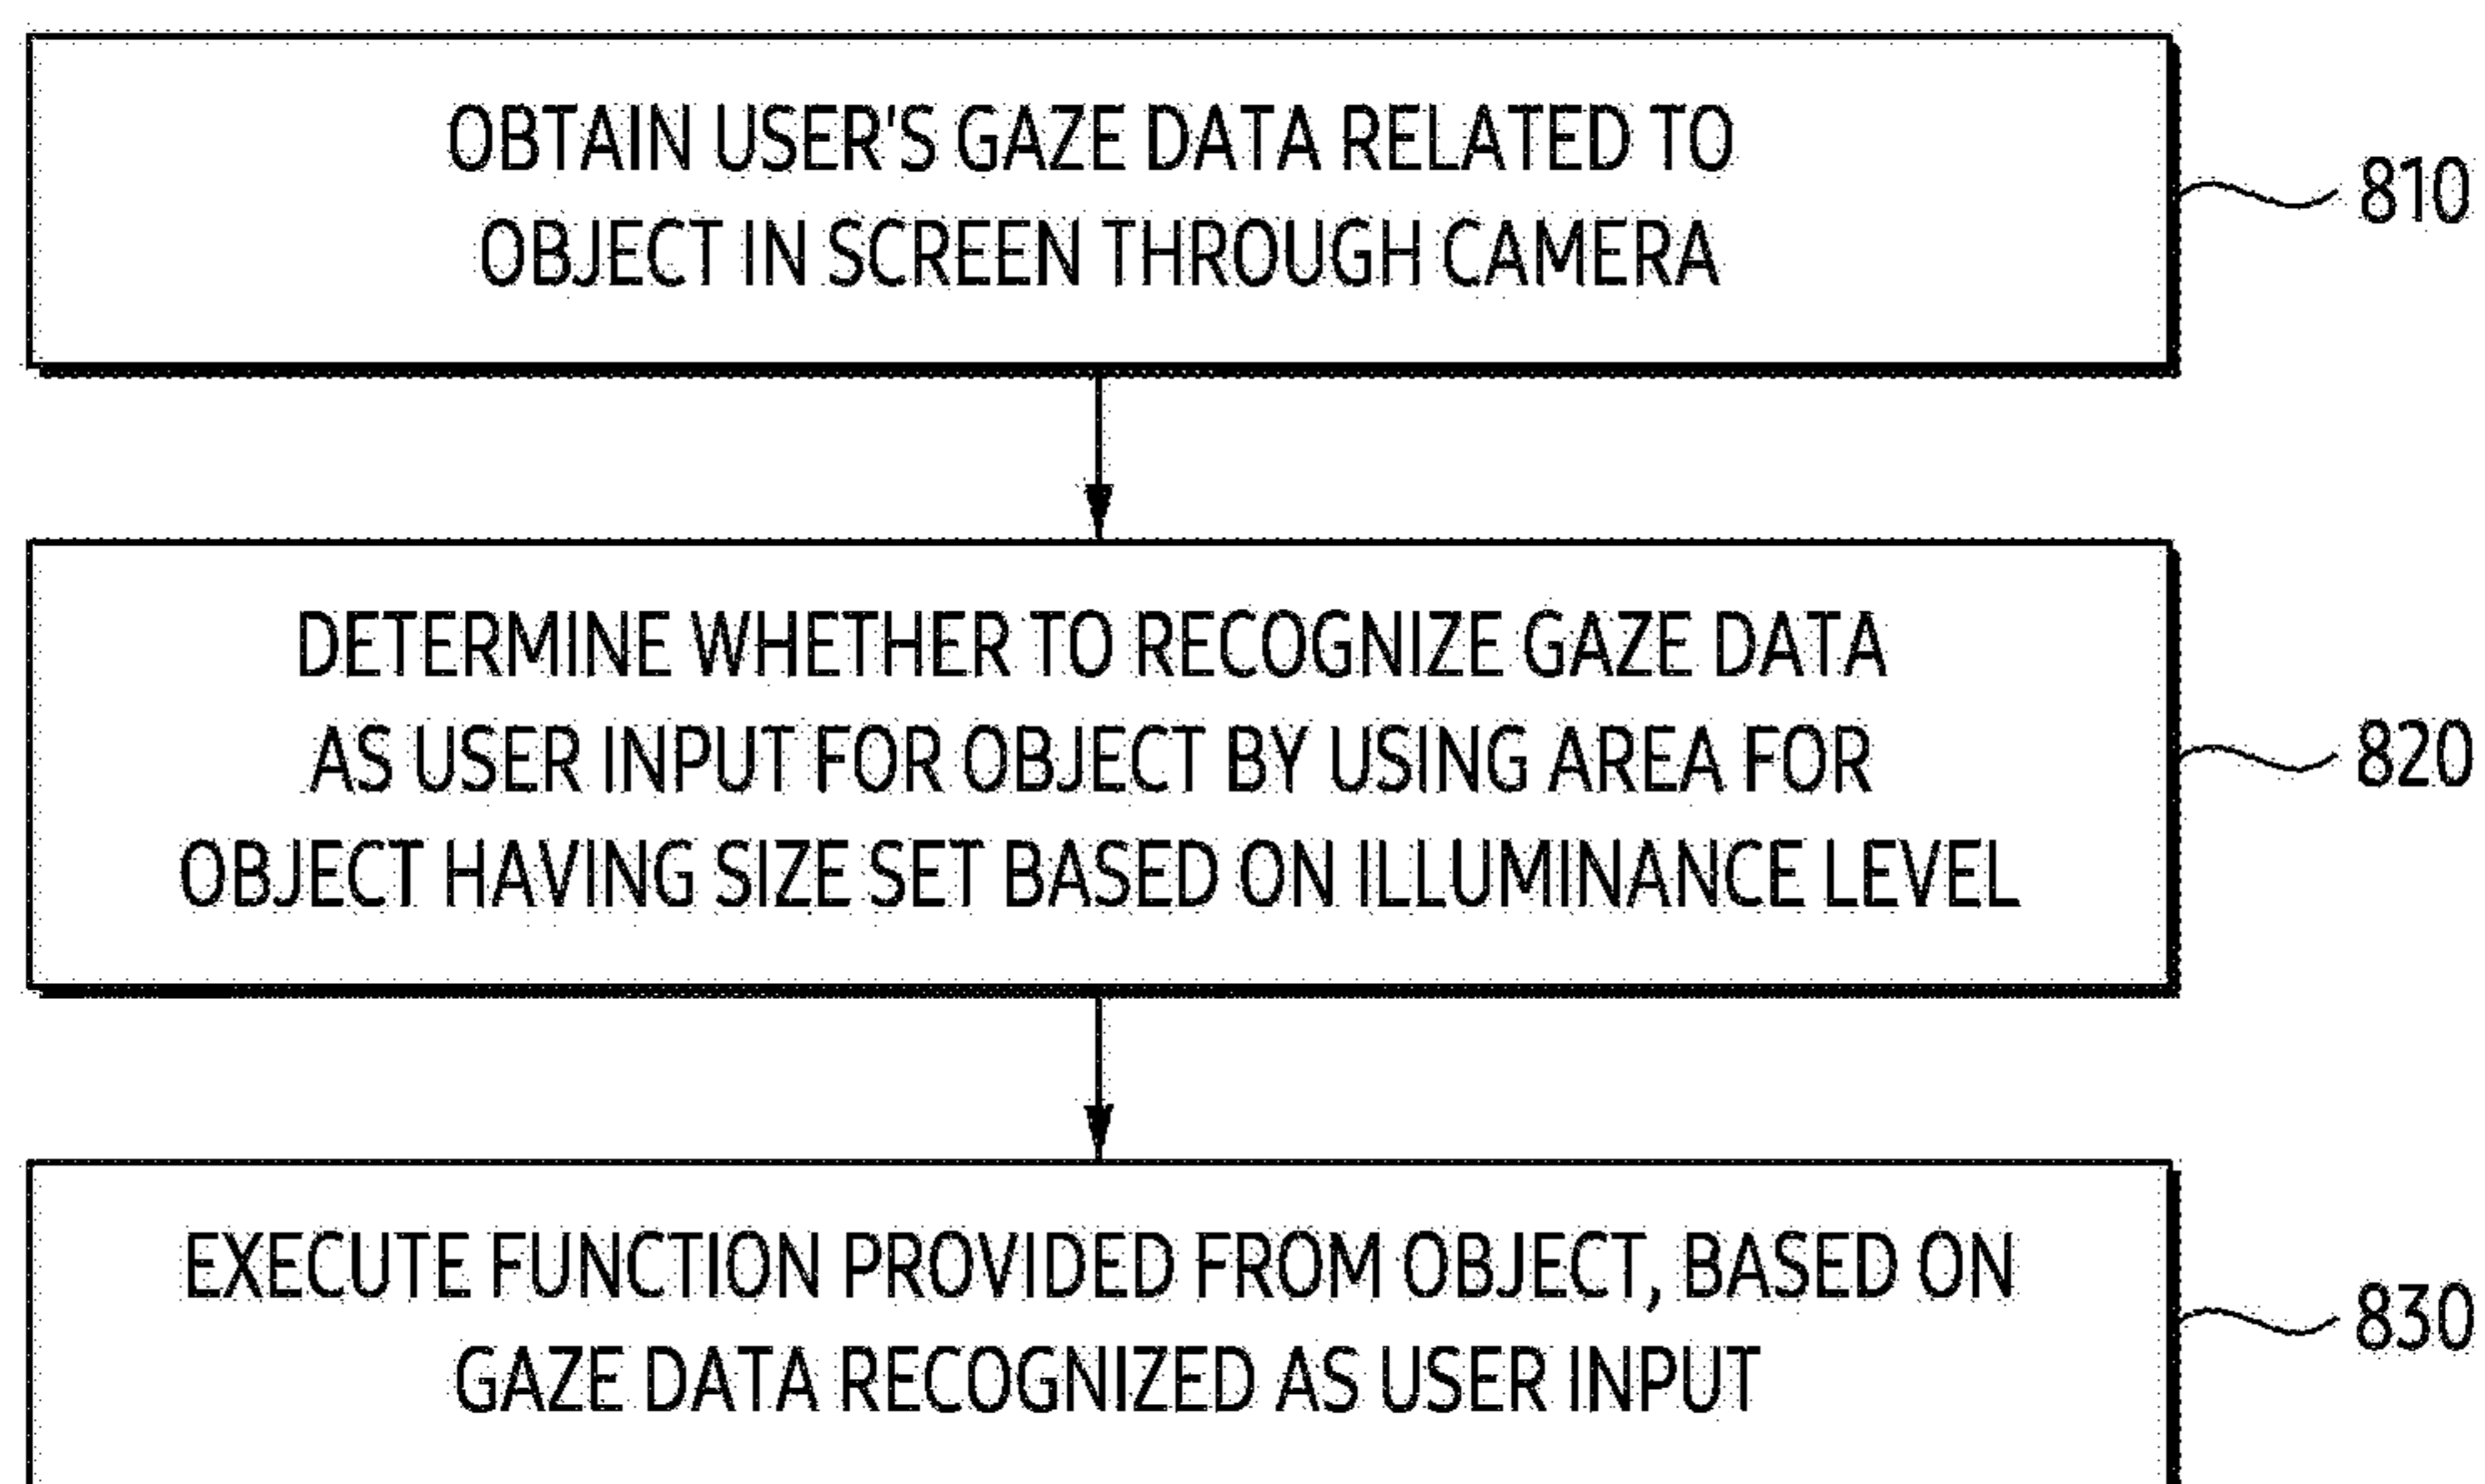 OBTAIN USER'S GAZE DATA RELATED TO
OBJECT IN SCREEN THROUGH CAMERA
810
DETERMINE WHETHER TO RECOGNIZE GAZE DATA
AS USER INPUT FOR OBJECT BY USING AREA FOR
OBJECT HAVING SIZE SET BASED ON ILLUMINANCE LEVEL
820
EXECUTE FUNCTION PROVIDED FROM OBJECT, BASED ON
GAZE DATA RECOGNIZED AS USER INPUT
830